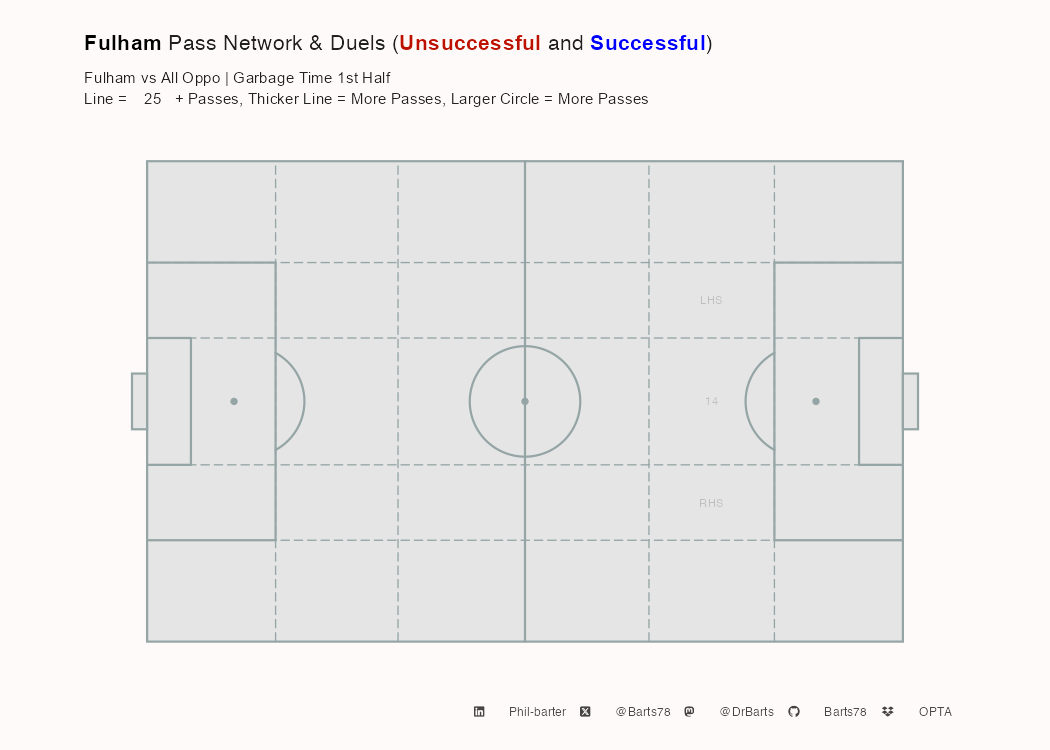 Fulham Pass Network & Duels (Unsuccessful and Successful)
Fulham vs All Oppo | Garbage Time 1st Half
Line = 25 + Passes, Thicker Line = More Passes, Larger Circle = More Passes
LHS
14
RHS
Phil-barter @Barts78 @DrBarts Barts78 OPTA